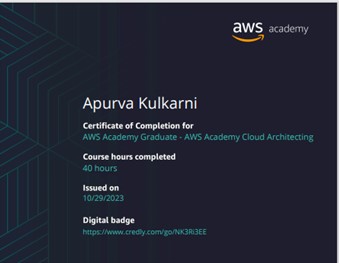 aws academy
Apurva Kulkarni
Certificate of Completion for
AWS Academy Graduate - AWS Academy Cloud Architecting
Course hours completed
40 hours
Issued on
10/29/2023
Digital badge
https://www.credly.com/go/NK3Ri3EE